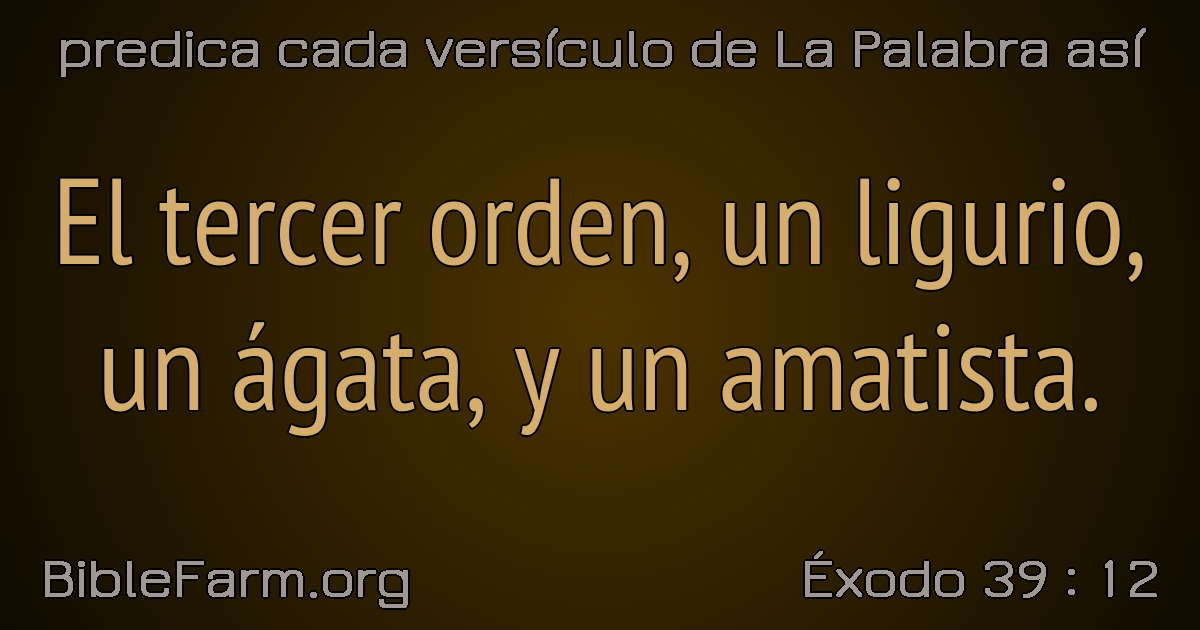 predica cada versículo de La Palabra así
El tercer orden, un ligurio,
un ágata, y un amatista.
BibleFarm.org
Éxodo 39 : 12